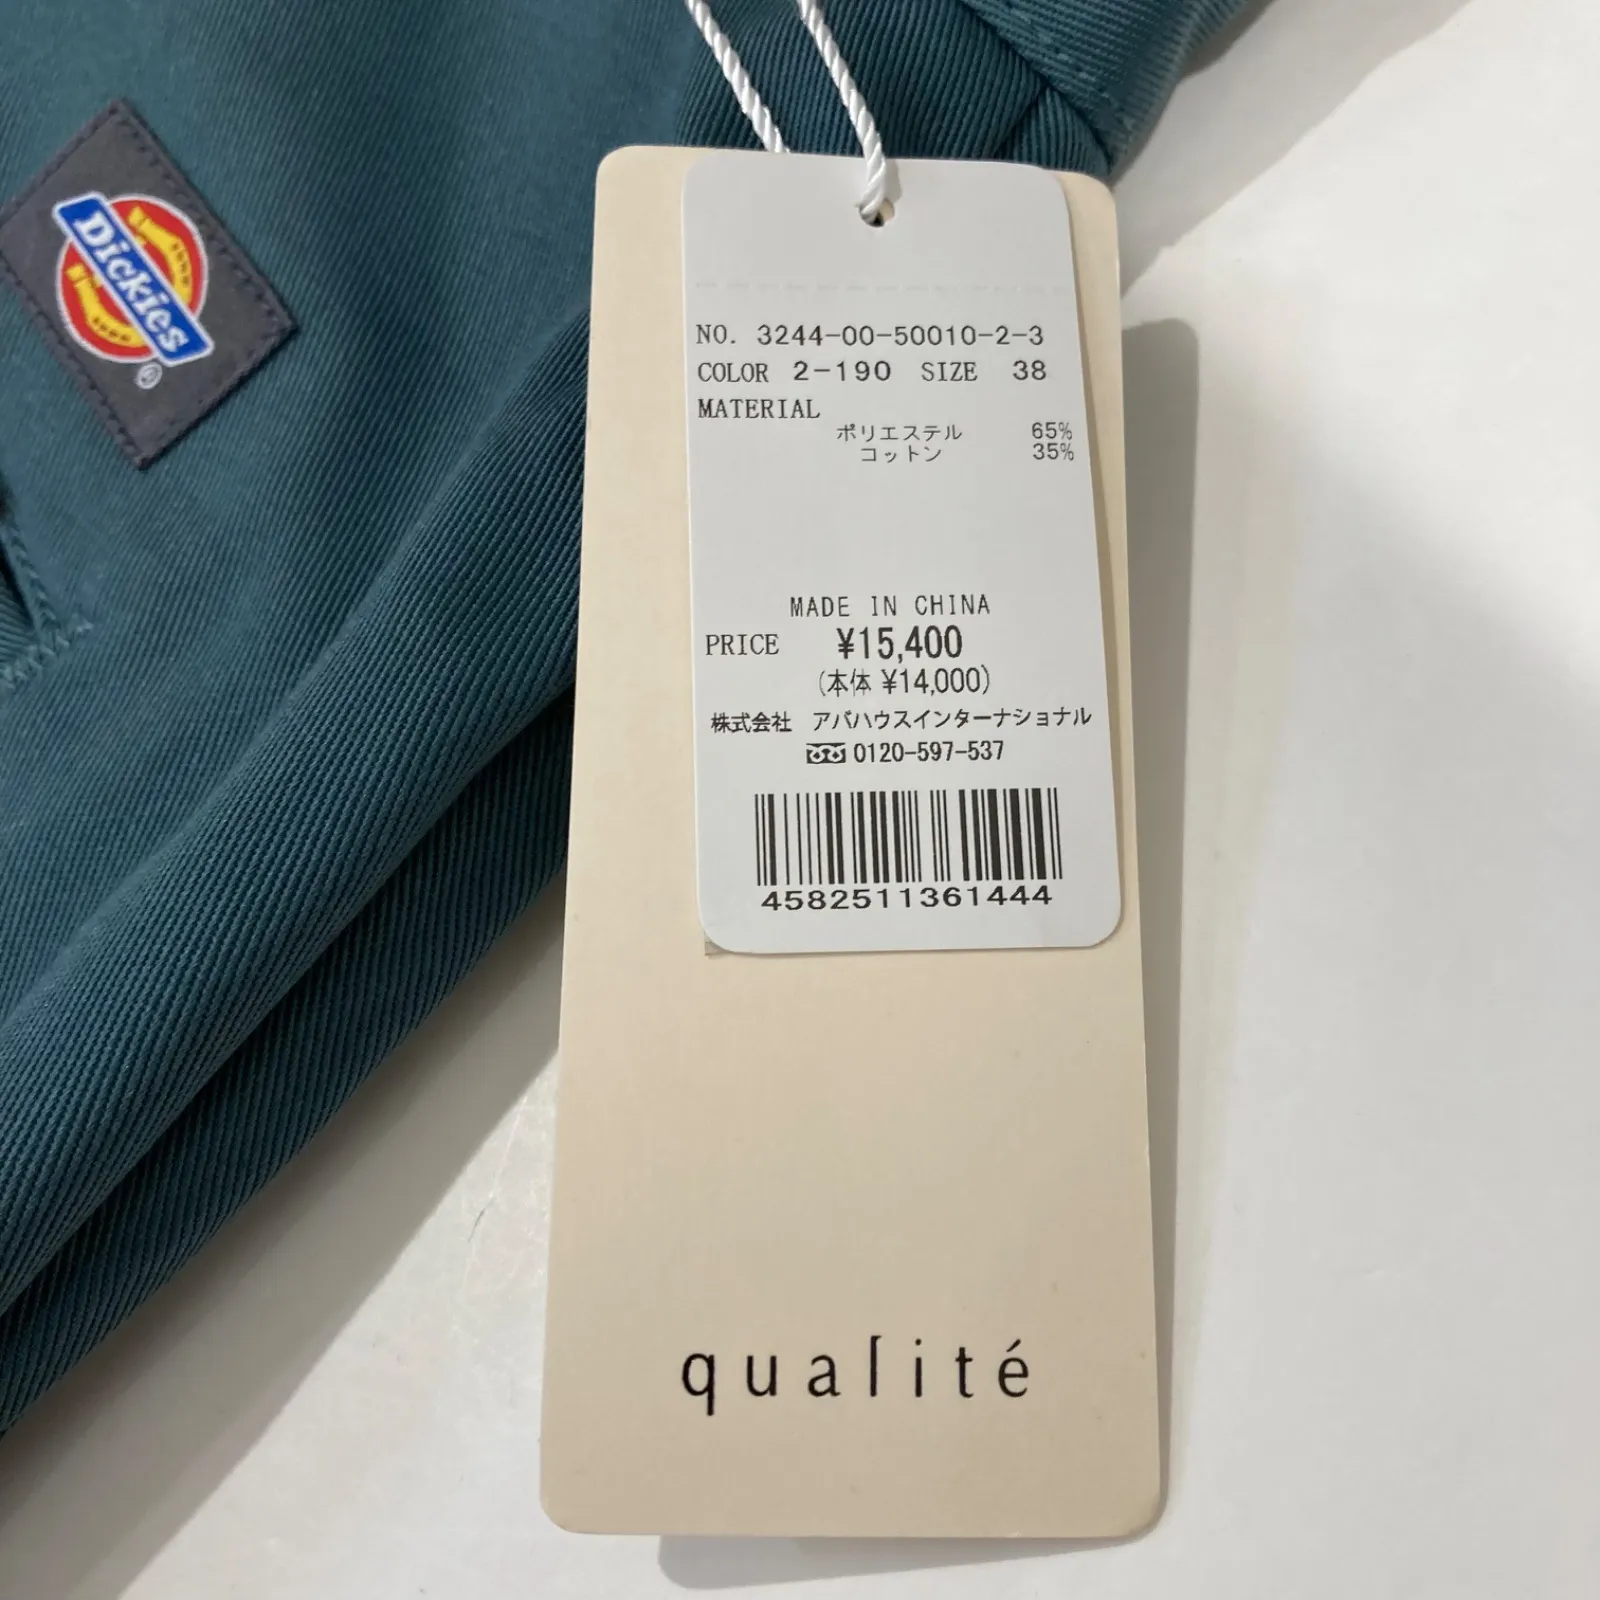 Dickies
®
NO. 3244-00-50010-2-3
COLOR 2-190 SIZE 38
MATERIAL
ポリエステル 65%
コットン 35%
MADE IN CHINA
PRICE ¥15,400
(本体 ¥14,000)
株式会社 アバハウスインターナショナル
0120-597-537
4582511361444
qualité